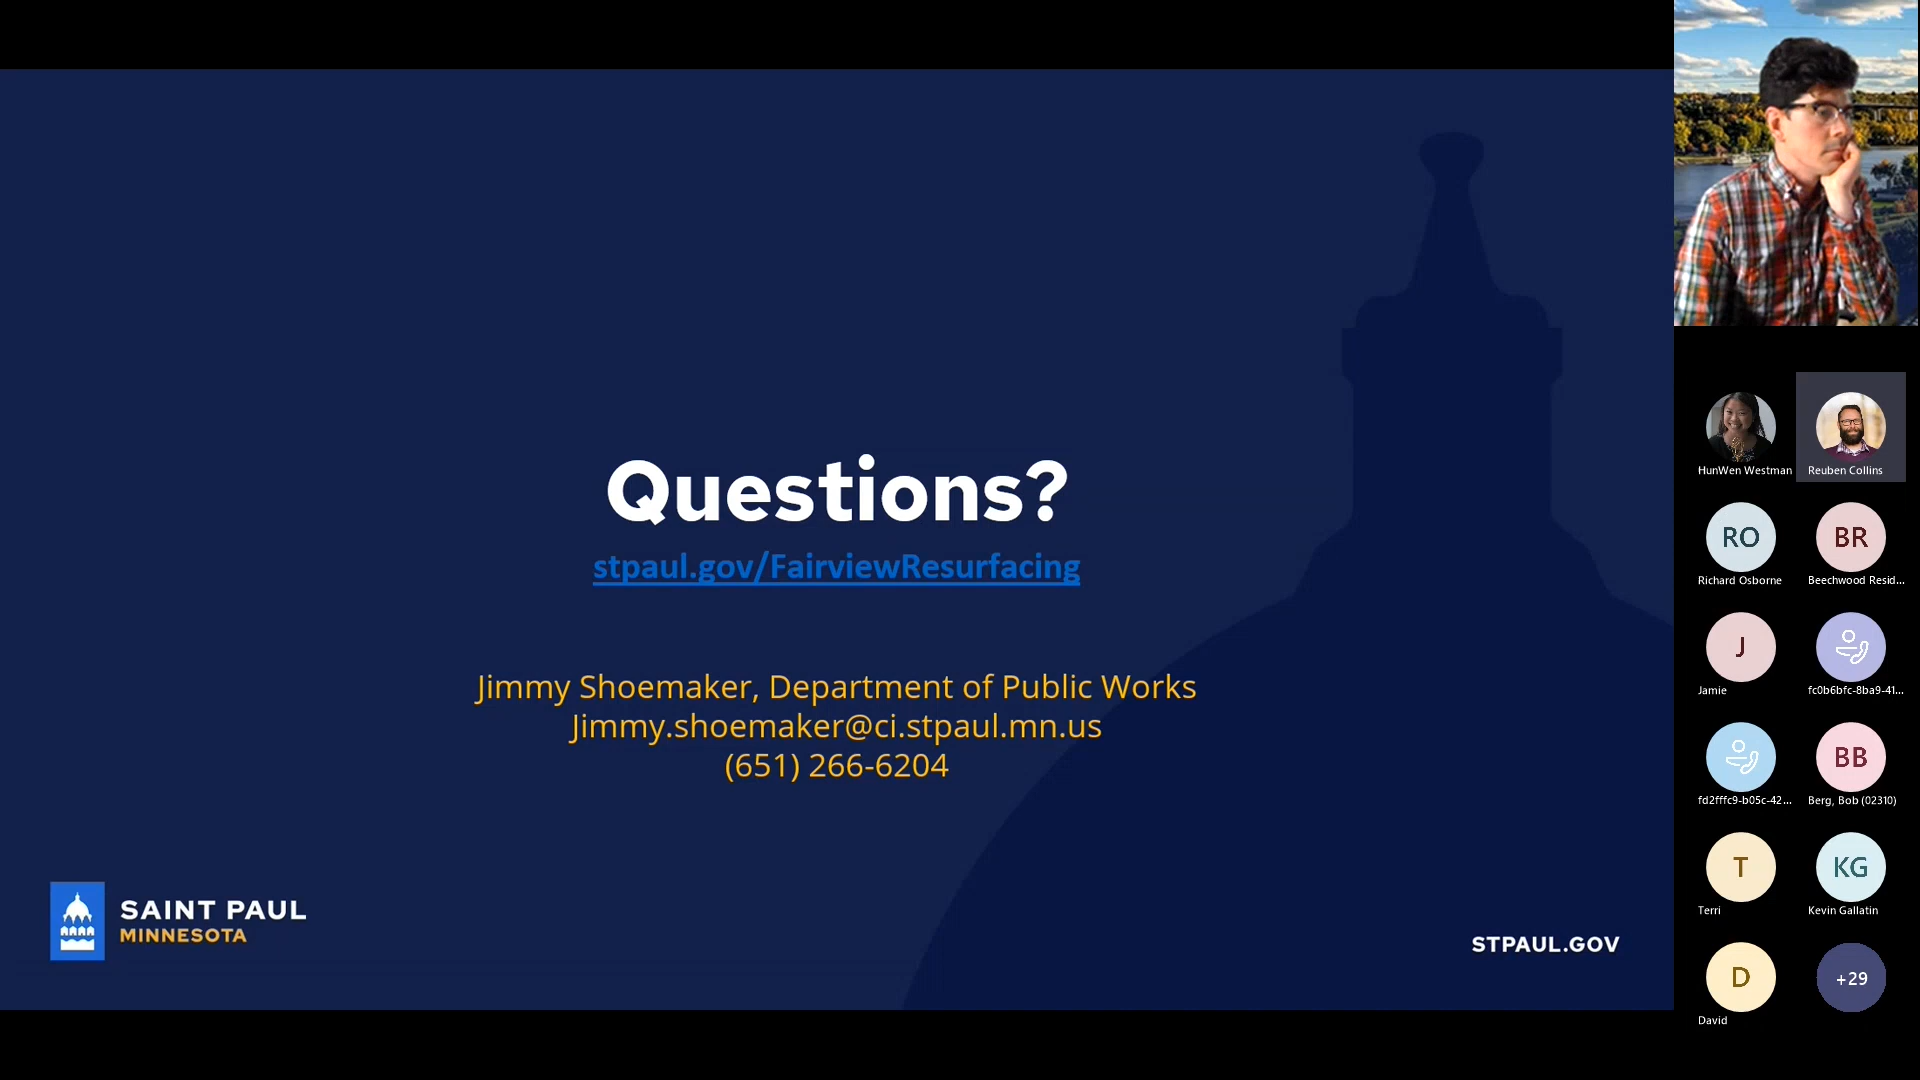 Questions?
stpaul.gov/FairviewResurfacing
Jimmy Shoemaker, Department of Public Works
Jimmy.shoemaker@ci.stpaul.mn.us
(651) 266-6204
SAINT PAUL
MINNESOTA
STPAUL.GOV
HunWen Westman
Reuben Collins
RO
Richard Osborne
BR
Beechwood Resid...
J
Jamie
fc0b6bfc-8ba9-41...
fd2fffc9-b05c-42...
BB
Berg, Bob (02310)
T
Terri
KG
Kevin Gallatin
D
David
+29